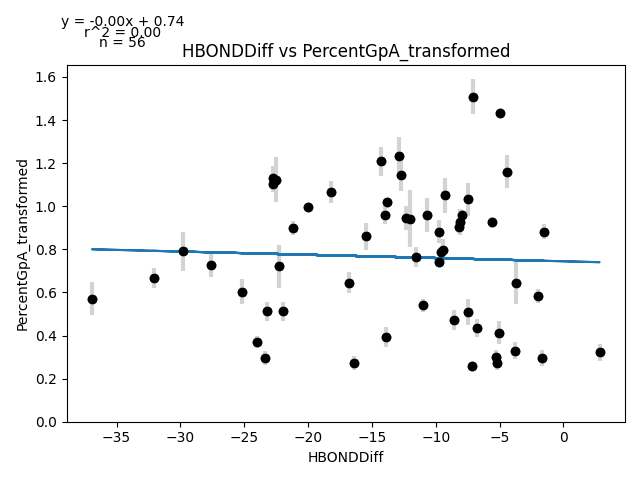 y = -0.00x + 0.74
r^2 = 0.00
n = 56
HBONDDiff vs PercentGpA_transformed
1.6
1.4
1.2
1.0
0.8
0.6
0.4
0.2
0.0
PercentGpA_transformed
−35 −30 −25 −20 −15 −10 −5 0
HBONDDiff